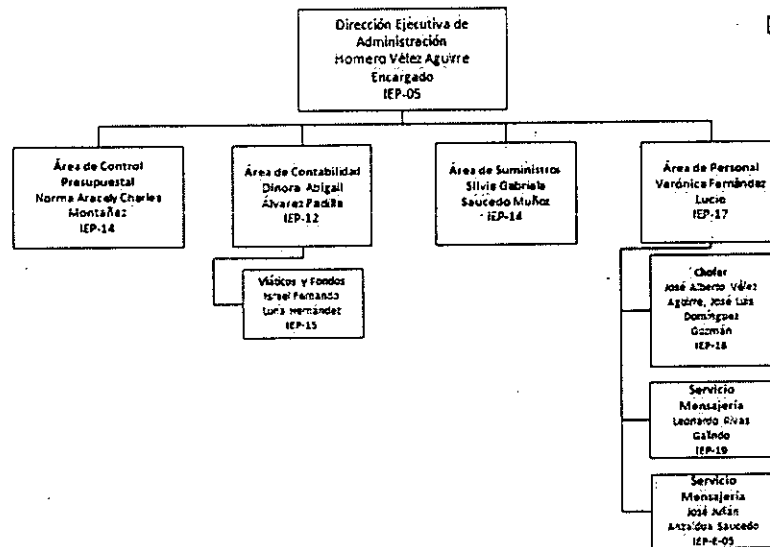 Dirección Ejecutiva de
Administración
Homero Vélez Aguirre
Encargado
IEP-05
Área de Control
Presupuestal
Norma Aracely Charles
Montañez
IEP-14
Área de Contabilidad
Dinora Abigail
Álvarez Padilla
IEP-12
Área de Suministros
Silvia Gabriela
Saucedo Muñoz
IEP-14
Área de Personal
Verónica Fernández
Lucio
IEP-17
Viáticos y Fondos
Israel Fernando
Luna Hernández
IEP-15
Chofer
José Alberto Vélez
Aguirre, José Luis
Domínguez
Guzmán
IEP-18
Servicio
Mensajería
Leonardo Rivas
Galindo
IEP-19
Servicio
Mensajería
José Julián
Anzaldua Saucedo
IEP-E-05